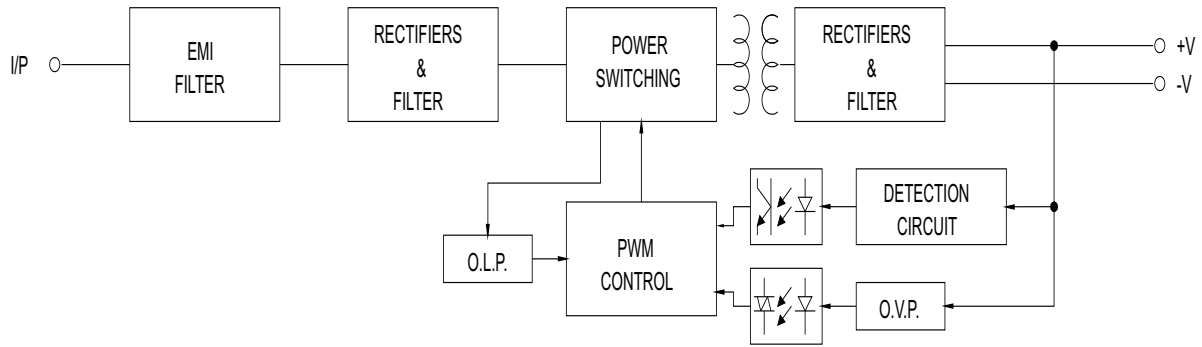 I/P
EMI
FILTER
RECTIFIERS
&
FILTER
POWER
SWITCHING
RECTIFIERS
&
FILTER
+V
-V
O.L.P.
PWM
CONTROL
DETECTION
CIRCUIT
O.V.P.